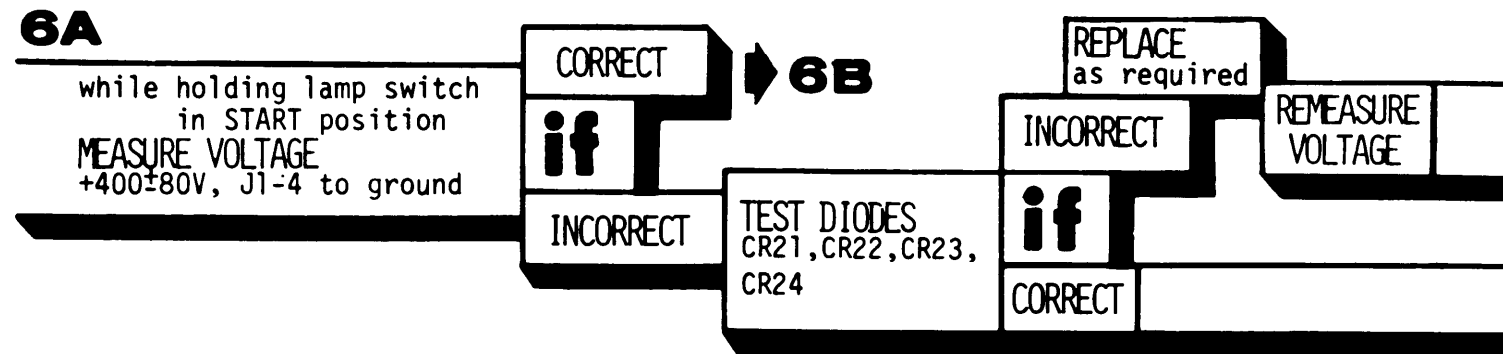 6A
while holding lamp switch
in START position
MEASURE VOLTAGE
+400±80V, J1-4 to ground
CORRECT
if
INCORRECT
6B
TEST DIODES
CR21,CR22,CR23,
CR24
REPLACE
as required
INCORRECT
if
CORRECT
REMEASURE
VOLTAGE